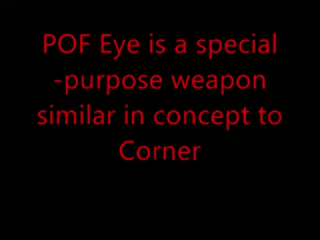 POF Eye is a special
-purpose weapon
similar in concept to
Corner